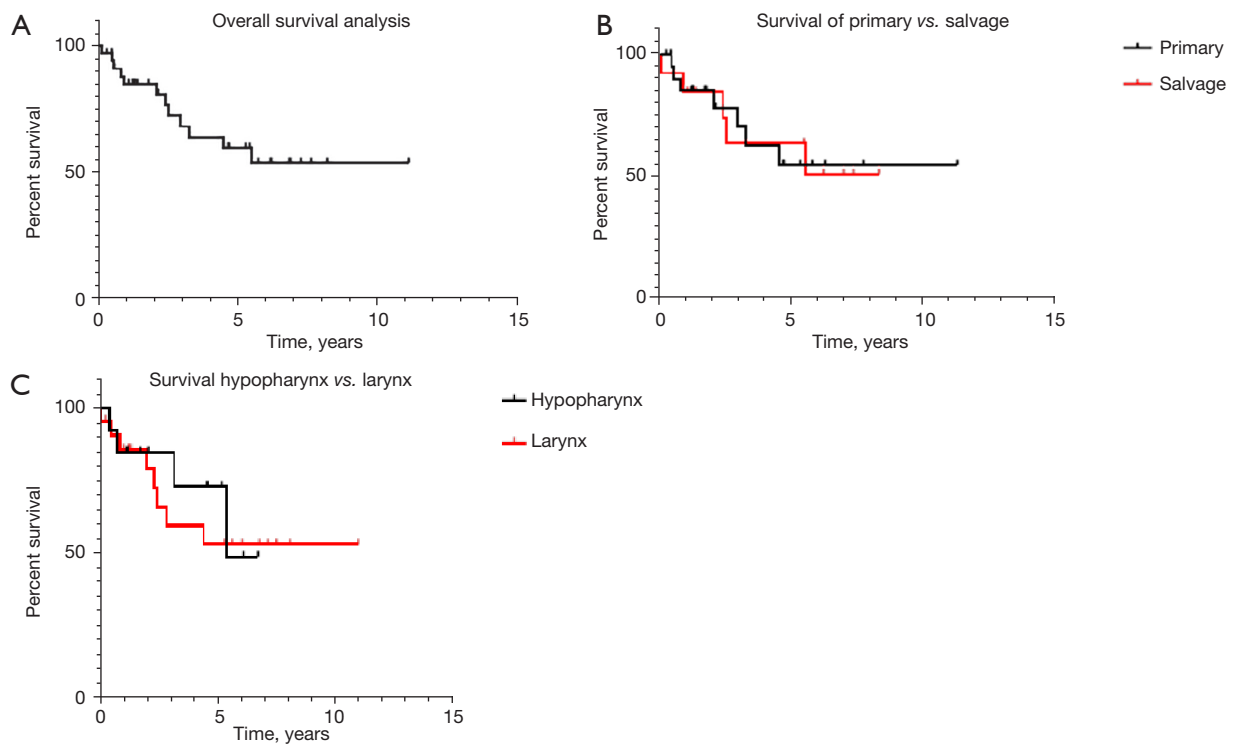 A
Overall survival analysis
100
50
0
Percent survival
0 5 10 15
Time, years
B
Survival of primary vs. salvage
100
50
0
Percent survival
0 5 10 15
Time, years
Primary
Salvage
C
Survival hypopharynx vs. larynx
100
50
0
Percent survival
0 5 10 15
Time, years
Hypopharynx
Larynx